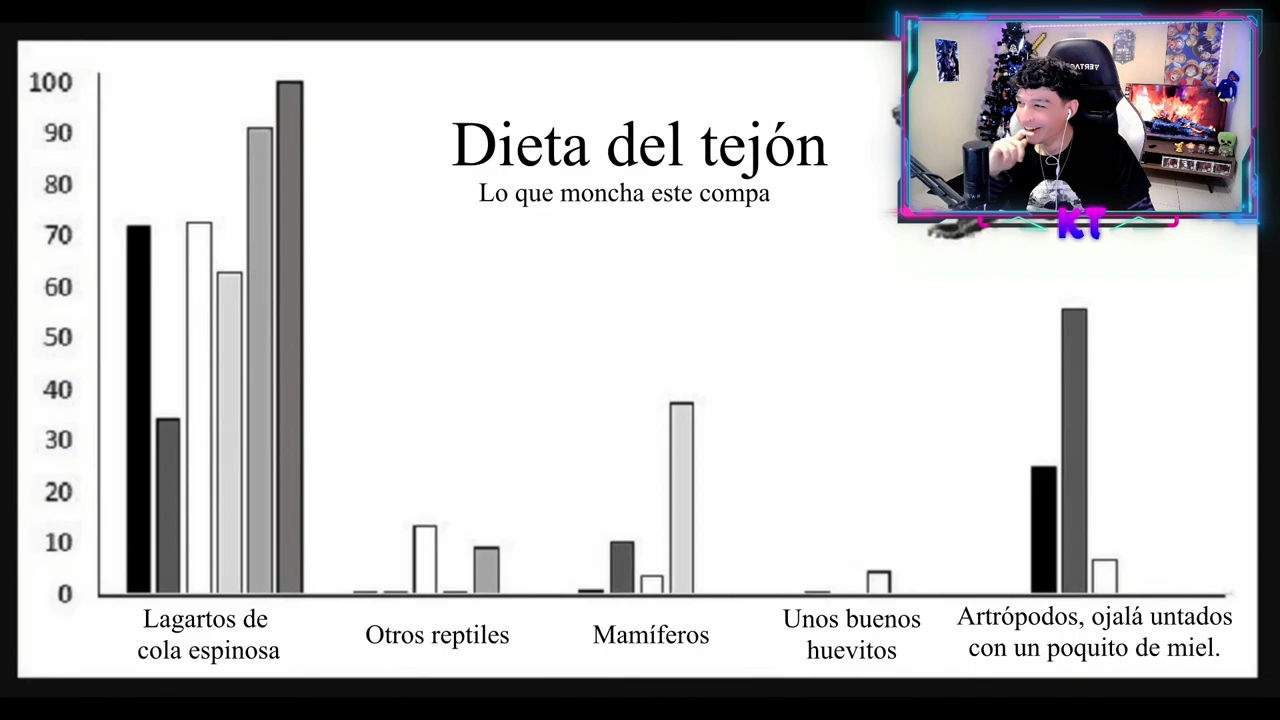 Dieta del tejón
Lo que moncha este compa
100
90
80
70
60
50
40
30
20
10
0
Lagartos de
cola espinosa
Otros reptiles
Mamíferos
Unos buenos
huevitos
Artrópodos, ojalá untados
con un poquito de miel.
KT